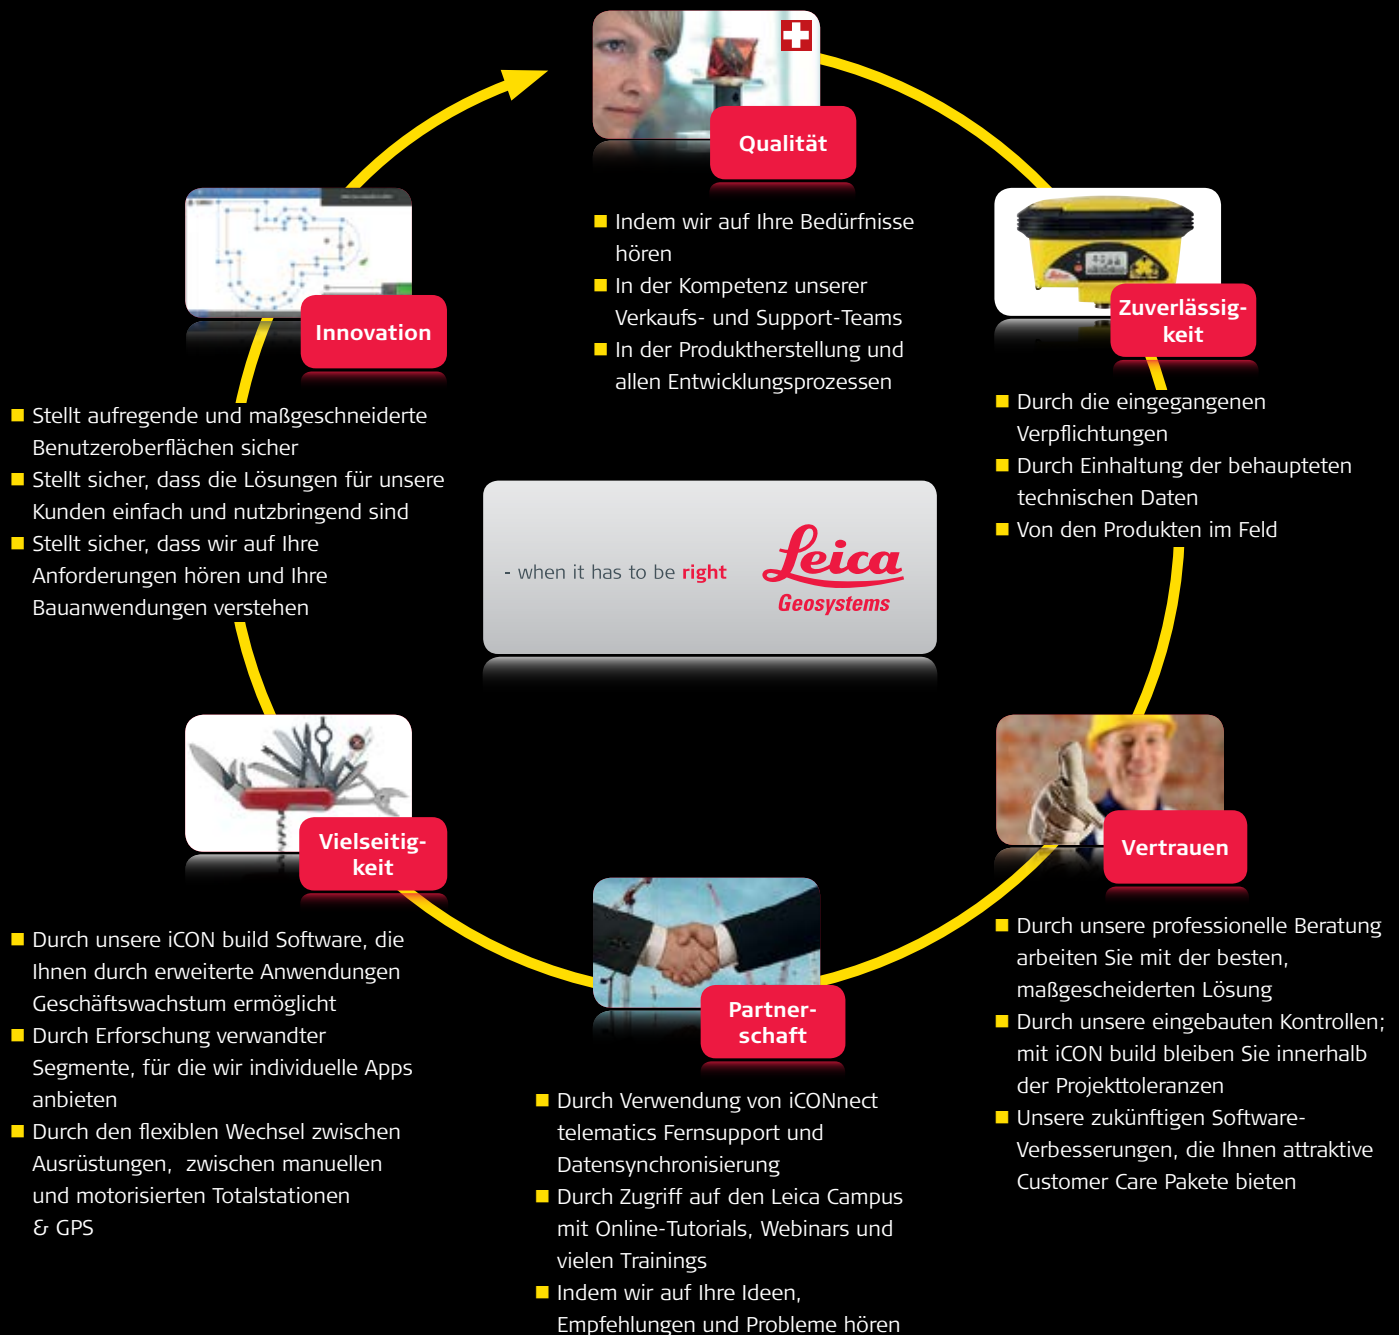 Qualität
Indem wir auf Ihre Bedürfnisse
hören
In der Kompetenz unserer
Verkaufs- und Support-Teams
In der Produktherstellung und
allen Entwicklungsprozessen
Zuverlässig-
keit
Durch die eingegangenen
Verpflichtungen
Durch Einhaltung der behaupteten
technischen Daten
Von den Produkten im Feld
Innovation
Stellt aufregende und maßgeschneiderte
Benutzeroberflächen sicher
Stellt sicher, dass die Lösungen für unsere
Kunden einfach und nutzbringend sind
Stellt sicher, dass wir auf Ihre
Anforderungen hören und Ihre
Bauanwendungen verstehen
- when it has to be right
Leica
Geosystems
Vertrauen
Durch unsere professionelle Beratung
arbeiten Sie mit der besten,
maßgescheiderten Lösung
Durch unsere eingebauten Kontrollen;
mit iCON build bleiben Sie innerhalb
der Projekttoleranzen
Unsere zukünftigen Software-
Verbesserungen, die Ihnen attraktive
Customer Care Pakete bieten
Vielseitig-
keit
Durch unsere iCON build Software, die
Ihnen durch erweiterte Anwendungen
Geschäftswachstum ermöglicht
Durch Erforschung verwandter
Segmente, für die wir individuelle Apps
anbieten
Durch den flexiblen Wechsel zwischen
Ausrüstungen, zwischen manuellen
und motorisierten Totalstationen
& GPS
Partner-
schaft
Durch Verwendung von iCONnect
telematics Fernsupport und
Datensynchronisierung
Durch Zugriff auf den Leica Campus
mit Online-Tutorials, Webinars und
vielen Trainings
Indem wir auf Ihre Ideen,
Empfehlungen und Probleme hören